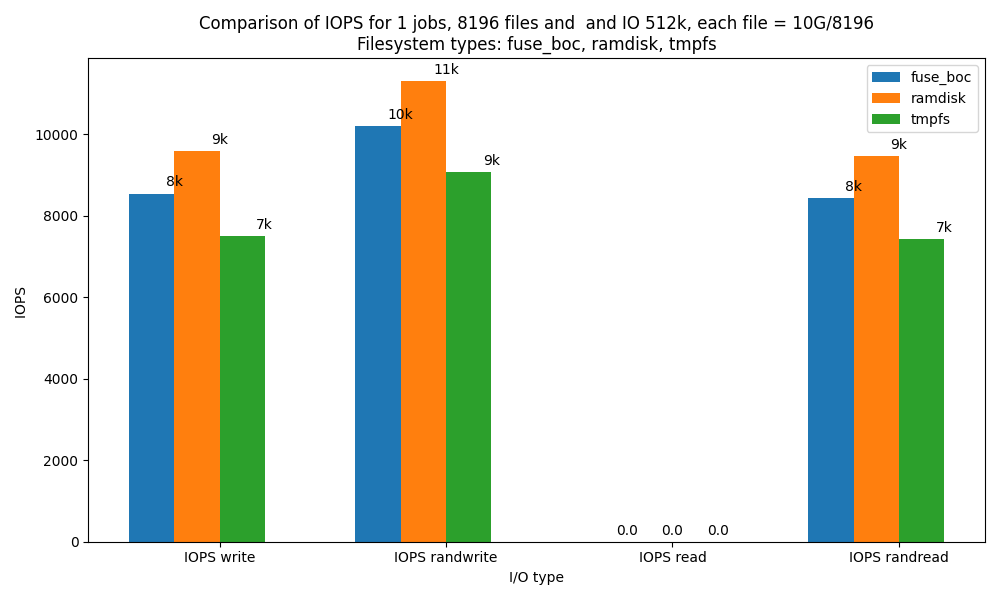 Comparison of IOPS for 1 jobs, 8196 files and  and IO 512k, each file = 10G/8196
Filesystem types: fuse_boc, ramdisk, tmpfs
fuse_boc
ramdisk
tmpfs
IOPS
10000
8000
6000
4000
2000
0
8k
9k
7k
10k
11k
9k
0.0
0.0
0.0
8k
9k
7k
IOPS write
IOPS randwrite
IOPS read
IOPS randread
I/O type